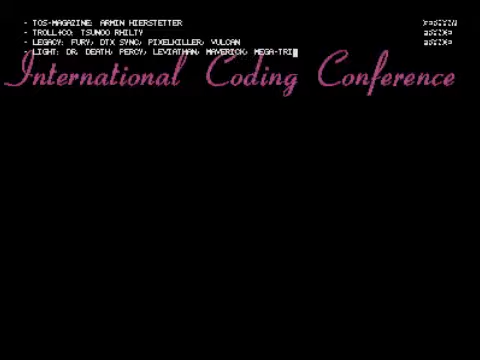 - TOS-MAGAZINE: ARMIN HIERSTETTER
- TROLL+CO: TSUNOO RHILTY
- LEGACY: FURY, DTX SYNC, PIXELKILLER, VULCAN
- LIGHT: DR. DEATH, PERCY, LEVIATHAN, MAVERICK, MEGA-TRI
International Coding Conference